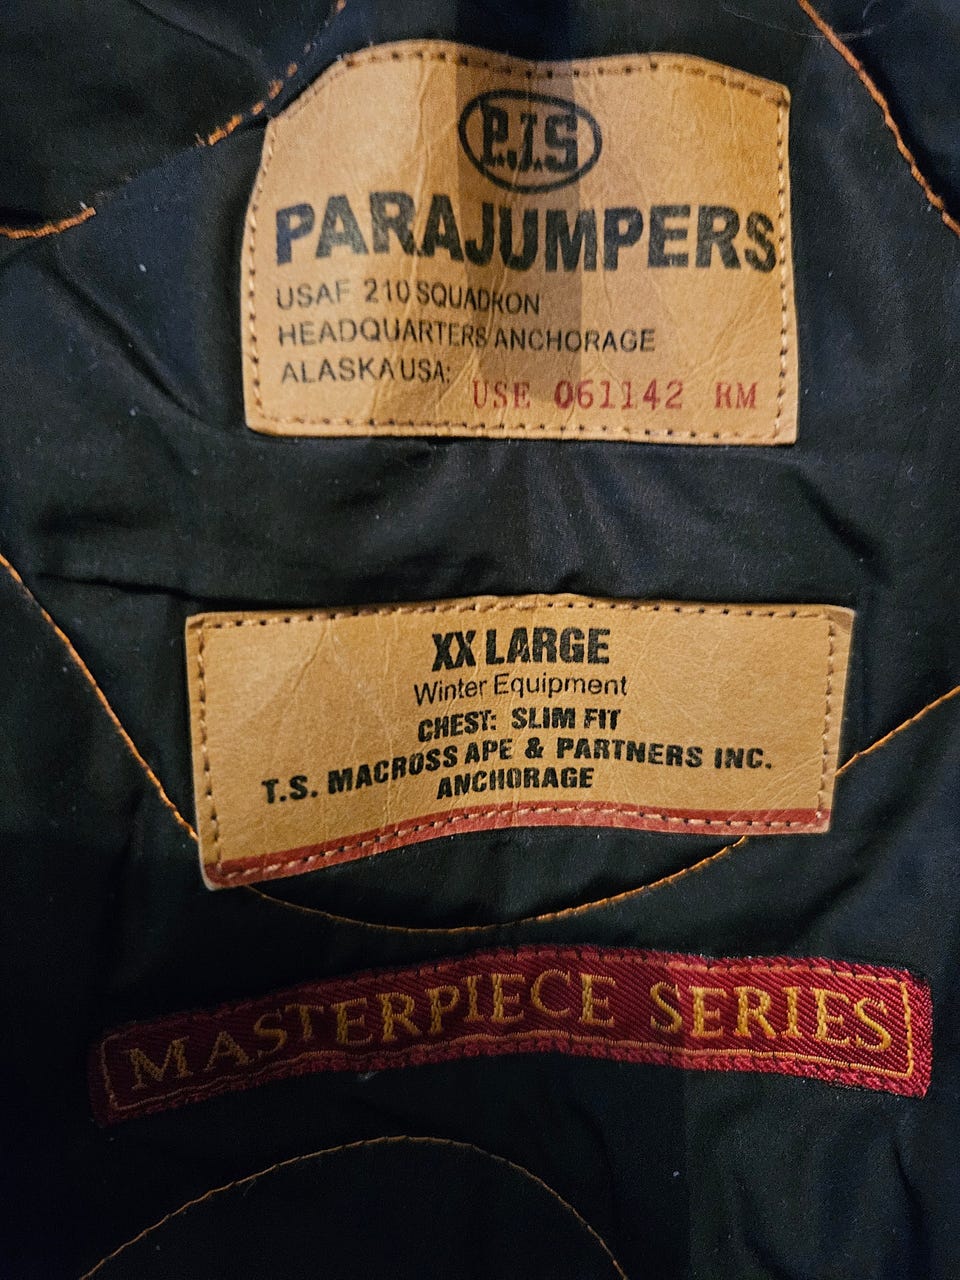 P.J.S
PARAJUMPERS
USAF 210 SQUADRON
HEADQUARTERS ANCHORAGE
ALASKA USA:
USE 061142 RM
XX LARGE
Winter Equipment
CHEST: SLIM FIT
T.S. MACROSS APE & PARTNERS INC.
ANCHORAGE
MASTERPIECE SERIES